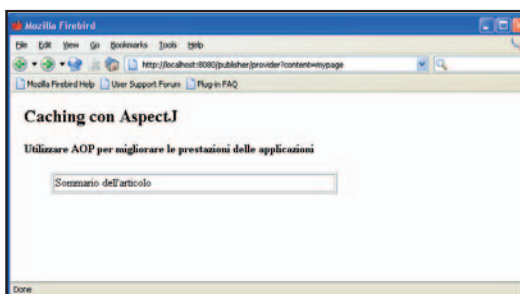 Mozilla Firebird
File Edit View Go Bookmarks Tools Help
http://localhost:8080/publisher/provider?content=mypage
Mozilla Firebird Help User Support Forum Plug-in FAQ
Caching con AspectJ
Utilizzare AOP per migliorare le prestazioni delle applicazioni
Sommario dell'articolo
Done